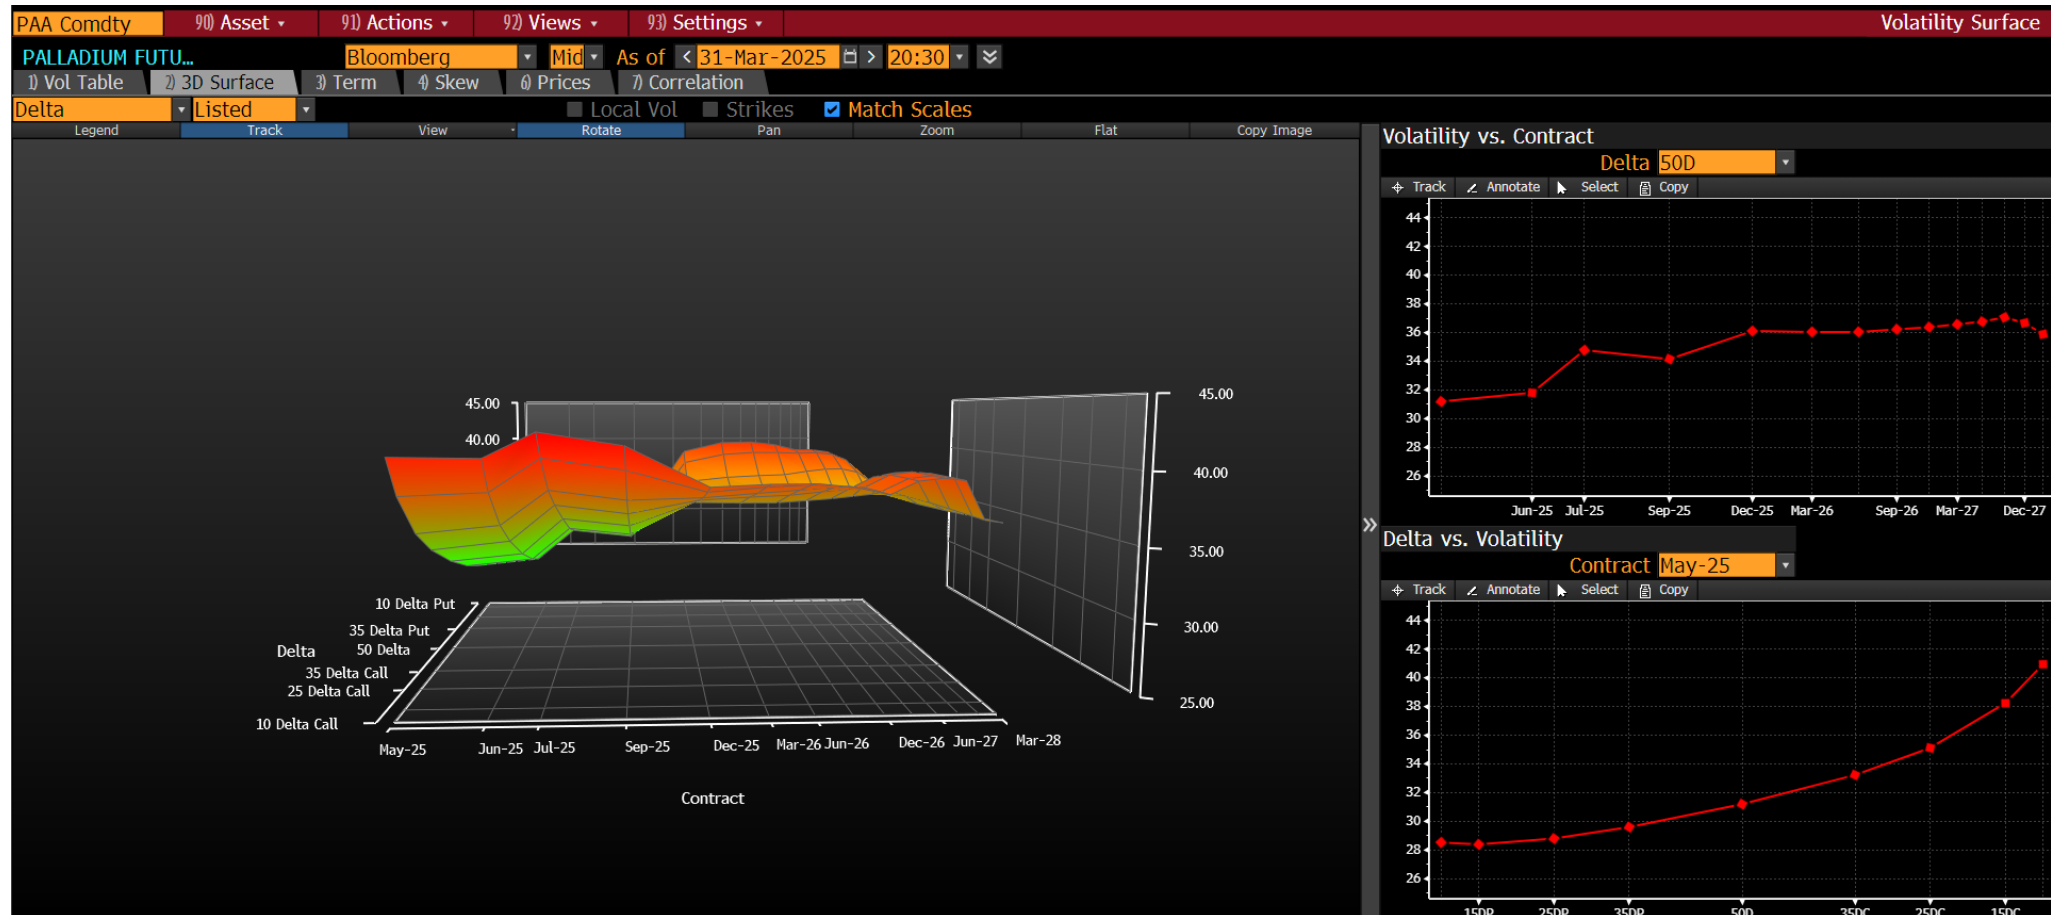 PAA Comdty 90) Asset 91) Actions 92) Views 93) Settings Volatility Surface
PALLADIUM FUTU... Bloomberg Mid As of < 31-Mar-2025 > 20:30
1) Vol Table 2) 3D Surface 3) Term 4) Skew 6) Prices 7) Correlation
Delta Listed Local Vol Strikes Match Scales
Legend Track View Rotate Pan Zoom Flat Copy Image
45.00
40.00
45.00
40.00
35.00
30.00
25.00
10 Delta Put
35 Delta Put
50 Delta
35 Delta Call
25 Delta Call
10 Delta Call
Delta
May-25 Jun-25 Jul-25 Sep-25 Dec-25 Mar-26 Jun-26 Dec-26 Jun-27 Mar-28
Contract
»
Volatility vs. Contract
Delta 50D
Track Annotate Select Copy
44
42
40
38
36
34
32
30
28
26
Jun-25 Jul-25 Sep-25 Dec-25 Mar-26 Sep-26 Mar-27 Dec-27
Delta vs. Volatility
Contract May-25
Track Annotate Select Copy
44
42
40
38
36
34
32
30
28
26
15DP 25DP 35DP 50D 35DC 25DC 15DC